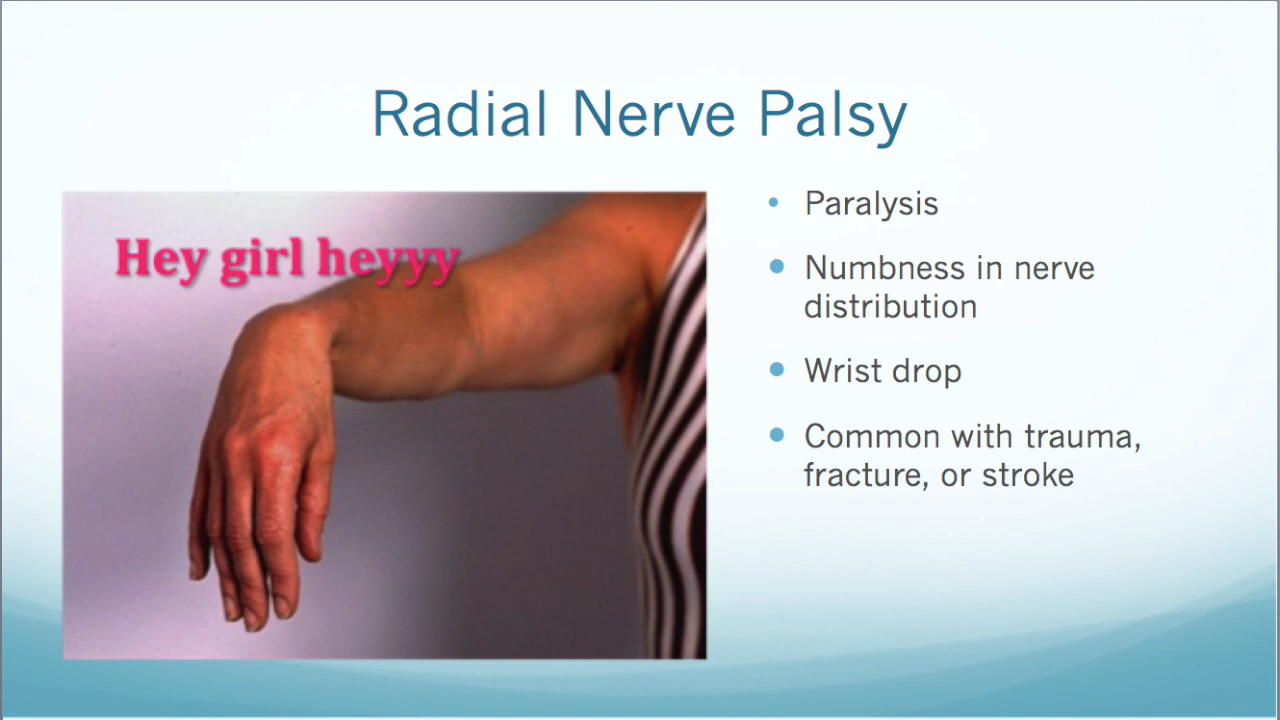 Radial Nerve Palsy
Hey girl heyyy
• Paralysis
• Numbness in nerve
distribution
• Wrist drop
• Common with trauma,
fracture, or stroke